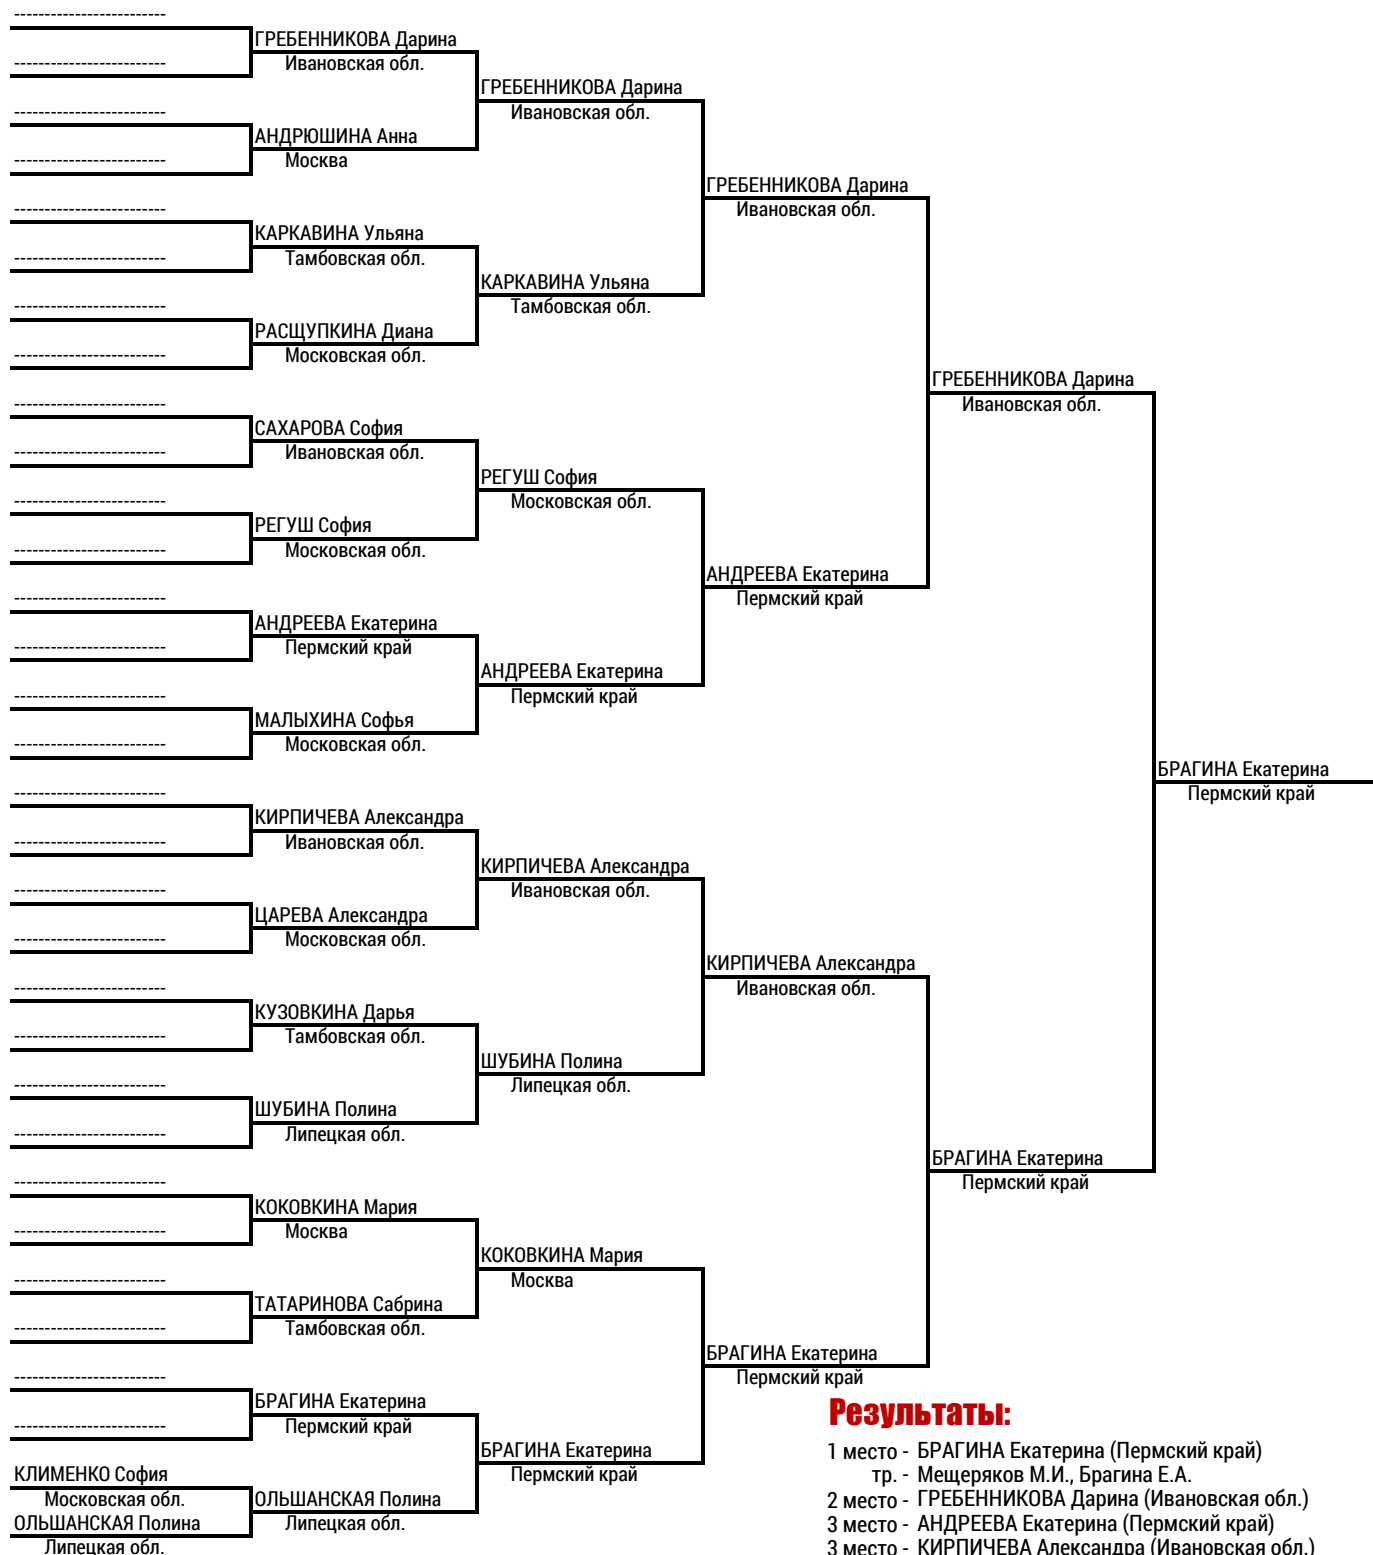 --------------------------
ГРЕБЕННИКОВА Дарина
Ивановская обл.
--------------------------
ГРЕБЕННИКОВА Дарина
Ивановская обл.
--------------------------
АНДРЮШИНА Анна
Москва
--------------------------
ГРЕБЕННИКОВА Дарина
Ивановская обл.
--------------------------
КАРКАВИНА Ульяна
Тамбовская обл.
--------------------------
КАРКАВИНА Ульяна
Тамбовская обл.
--------------------------
РАСЩУПКИНА Диана
Московская обл.
--------------------------
ГРЕБЕННИКОВА Дарина
Ивановская обл.
--------------------------
САХАРОВА София
Ивановская обл.
--------------------------
РЕГУШ София
Московская обл.
--------------------------
РЕГУШ София
Московская обл.
--------------------------
АНДРЕЕВА Екатерина
Пермский край
--------------------------
АНДРЕЕВА Екатерина
Пермский край
--------------------------
АНДРЕЕВА Екатерина
Пермский край
--------------------------
МАЛЫХИНА Софья
Московская обл.
--------------------------
БРАГИНА Екатерина
Пермский край
--------------------------
КИРПИЧЕВА Александра
Ивановская обл.
--------------------------
КИРПИЧЕВА Александра
Ивановская обл.
--------------------------
ЦАРЕВА Александра
Московская обл.
--------------------------
КИРПИЧЕВА Александра
Ивановская обл.
--------------------------
КУЗОВКИНА Дарья
Тамбовская обл.
--------------------------
ШУБИНА Полина
Липецкая обл.
--------------------------
ШУБИНА Полина
Липецкая обл.
--------------------------
БРАГИНА Екатерина
Пермский край
--------------------------
КОКОВКИНА Мария
Москва
--------------------------
КОКОВКИНА Мария
Москва
--------------------------
ТАТАРИНОВА Сабрина
Тамбовская обл.
--------------------------
БРАГИНА Екатерина
Пермский край
--------------------------
БРАГИНА Екатерина
Пермский край
--------------------------
БРАГИНА Екатерина
Пермский край
КЛИМЕНКО София
Московская обл.
ОЛЬШАНСКАЯ Полина
Липецкая обл.
ОЛЬШАНСКАЯ Полина
Липецкая обл.
Результаты:
1 место - БРАГИНА Екатерина (Пермский край)
тр. - Мещеряков М.И., Брагина Е.А.
2 место - ГРЕБЕННИКОВА Дарина (Ивановская обл.)
3 место - АНДРЕЕВА Екатерина (Пермский край)
3 место - КИРПИЧЕВА Александра (Ивановская обл.)